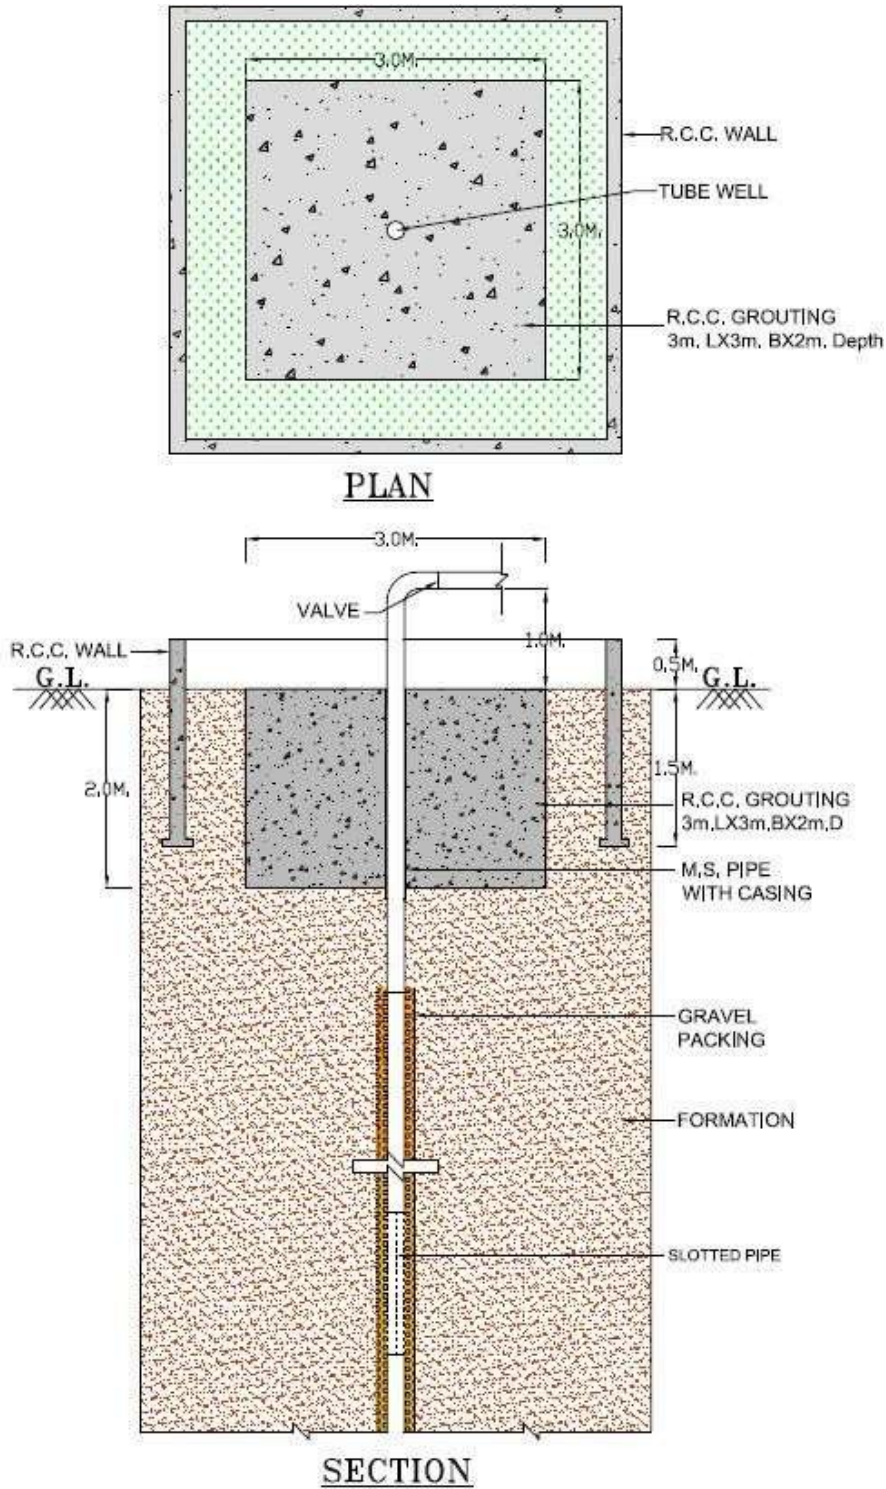 3.0M.
R.C.C. WALL
TUBE WELL
3.0M.
R.C.C. GROUTING
3m. LX3m. BX2m. Depth
PLAN
3.0M.
VALVE
1.0M.
R.C.C. WALL
0.5M.
G.L.
G.L.
2.0M.
1.5M.
R.C.C. GROUTING
3m.LX3m.BX2m.D
M.S. PIPE
WITH CASING
GRAVEL
PACKING
FORMATION
SLOTTED PIPE
SECTION